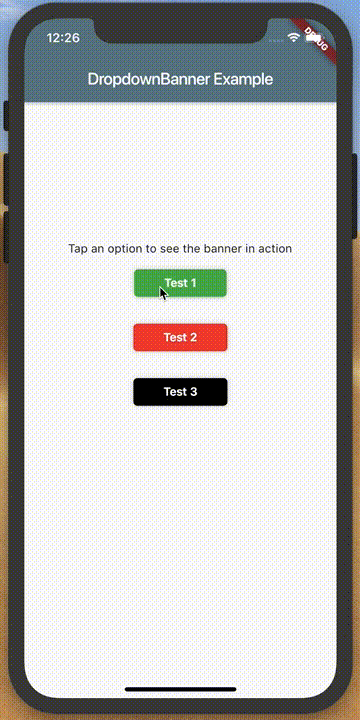 12:26
DEBUG
DropdownBanner Example
Tap an option to see the banner in action
Test 1
Test 2
Test 3